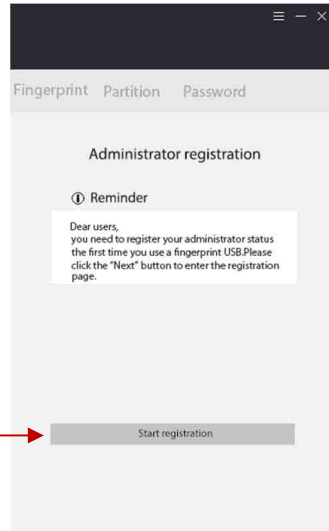 Fingerprint Partition Password
Administrator registration
Reminder
Dear users,
you need to register your administrator status
the first time you use a fingerprint USB.Please
click the "Next" button to enter the registration
page.
Start registration